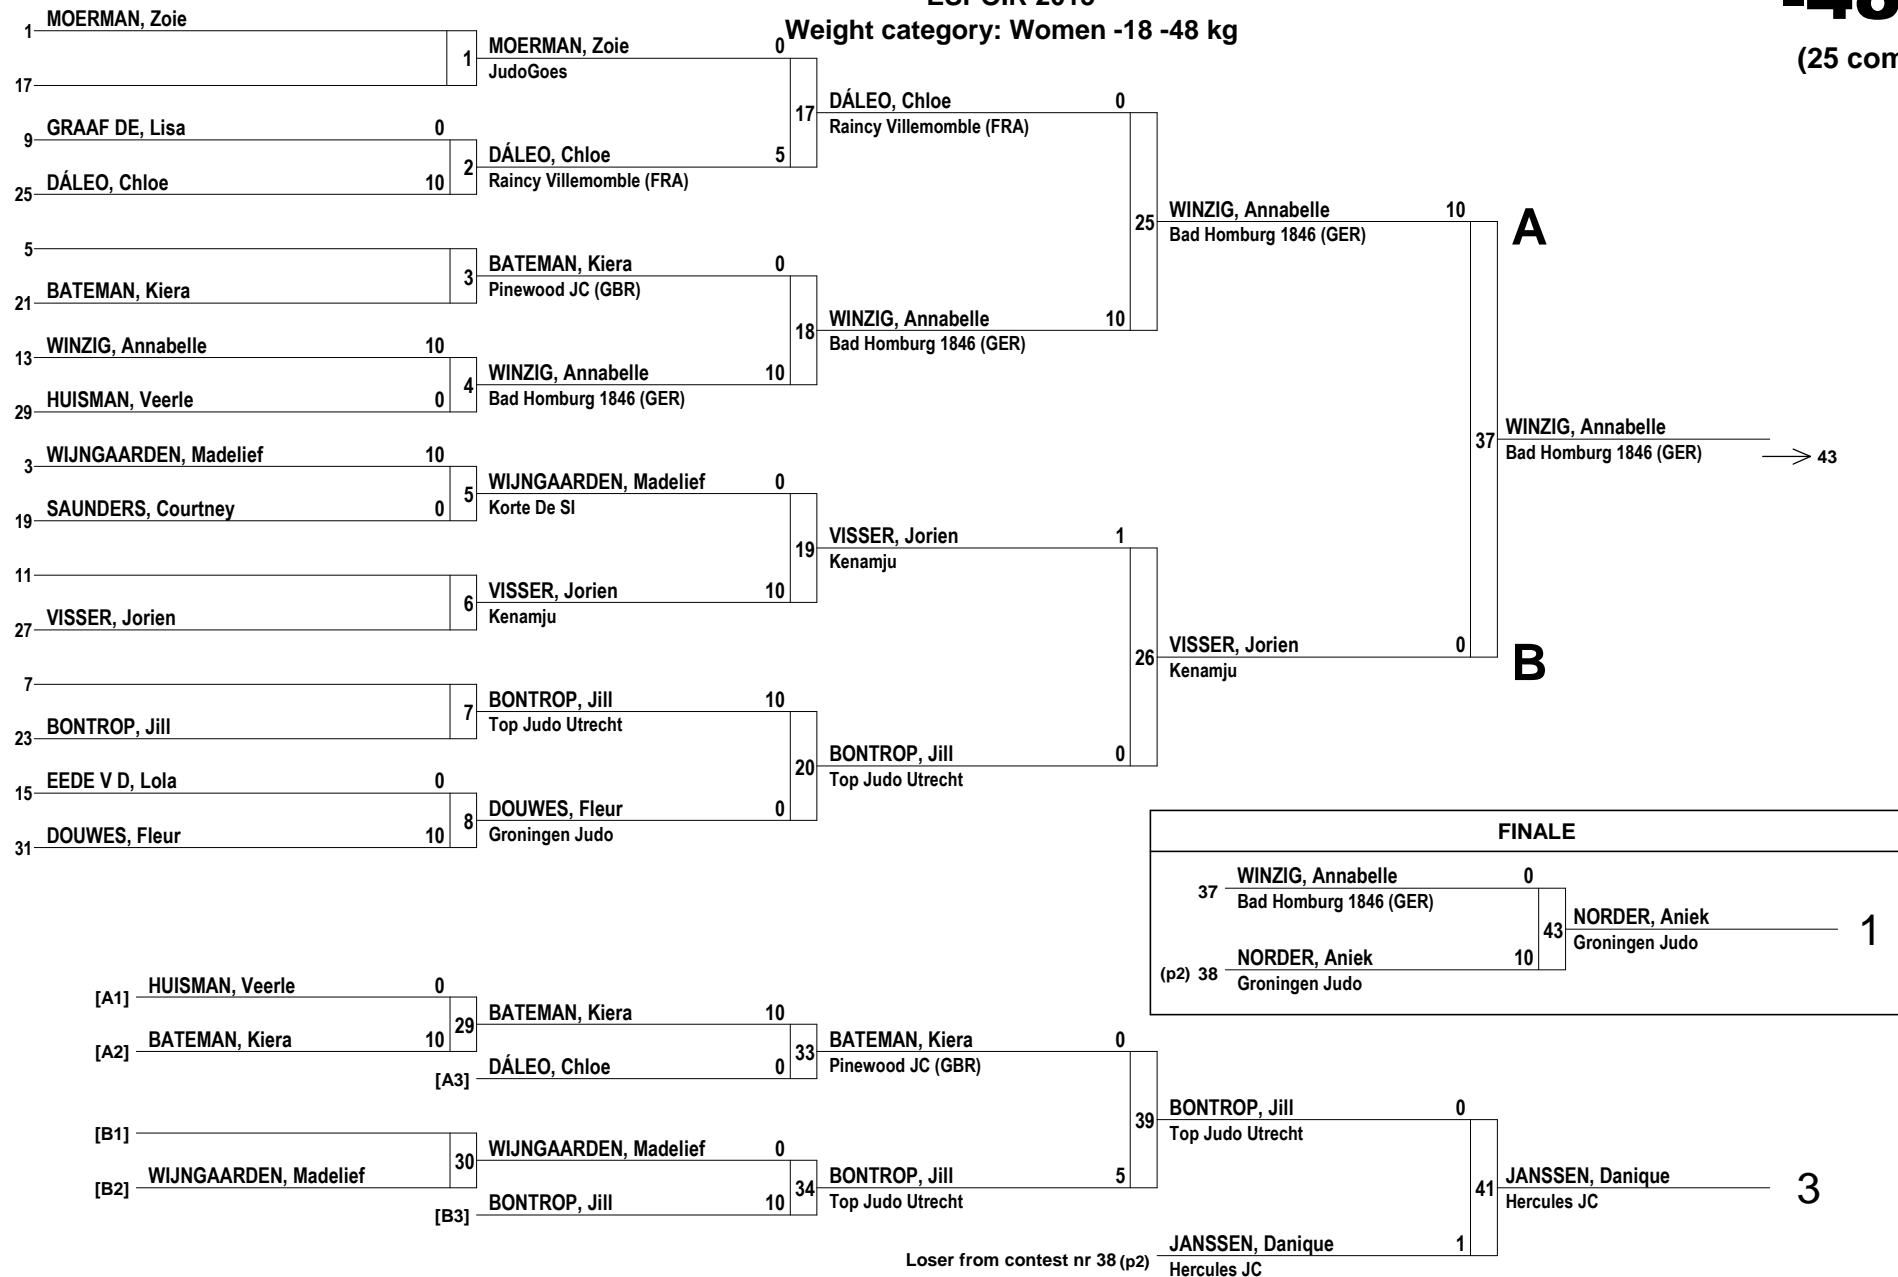 Weight category: Women -18 -48 kg
(25 com
1 MOERMAN, Zoie
17
1 MOERMAN, Zoie 0
JudoGoes
9 GRAAF DE, Lisa 0
25 DÁLEO, Chloe 10
2 DÁLEO, Chloe 5
Raincy Villemomble (FRA)
17 DÁLEO, Chloe 0
Raincy Villemomble (FRA)
5
21 BATEMAN, Kiera
3 BATEMAN, Kiera 0
Pinewood JC (GBR)
13 WINZIG, Annabelle 10
29 HUISMAN, Veerle 0
4 WINZIG, Annabelle 10
Bad Homburg 1846 (GER)
18 WINZIG, Annabelle 10
Bad Homburg 1846 (GER)
25 WINZIG, Annabelle 10
Bad Homburg 1846 (GER)
A
3 WIJNGAARDEN, Madelief 10
19 SAUNDERS, Courtney 0
5 WIJNGAARDEN, Madelief 0
Korte De Sl
11
27 VISSER, Jorien
6 VISSER, Jorien 10
Kenamju
19 VISSER, Jorien 1
Kenamju
7
23 BONTROP, Jill
7 BONTROP, Jill 10
Top Judo Utrecht
15 EEDE V D, Lola 0
31 DOUWES, Fleur 10
8 DOUWES, Fleur 0
Groningen Judo
20 BONTROP, Jill 0
Top Judo Utrecht
26 VISSER, Jorien 0
Kenamju
B
37 WINZIG, Annabelle
Bad Homburg 1846 (GER)
43
FINALE
37 WINZIG, Annabelle 0
Bad Homburg 1846 (GER)
(p2) 38 NORDER, Aniek 10
Groningen Judo
43 NORDER, Aniek 1
Groningen Judo
[A1] HUISMAN, Veerle 0
[A2] BATEMAN, Kiera 10
29 BATEMAN, Kiera 10
[A3] DÁLEO, Chloe 0
33 BATEMAN, Kiera 0
Pinewood JC (GBR)
[B1]
[B2] WIJNGAARDEN, Madelief
30 WIJNGAARDEN, Madelief 0
[B3] BONTROP, Jill 10
34 BONTROP, Jill 5
Top Judo Utrecht
39 BONTROP, Jill 0
Top Judo Utrecht
Loser from contest nr 38 (p2) JANSSEN, Danique 1
Hercules JC
41 JANSSEN, Danique 3
Hercules JC